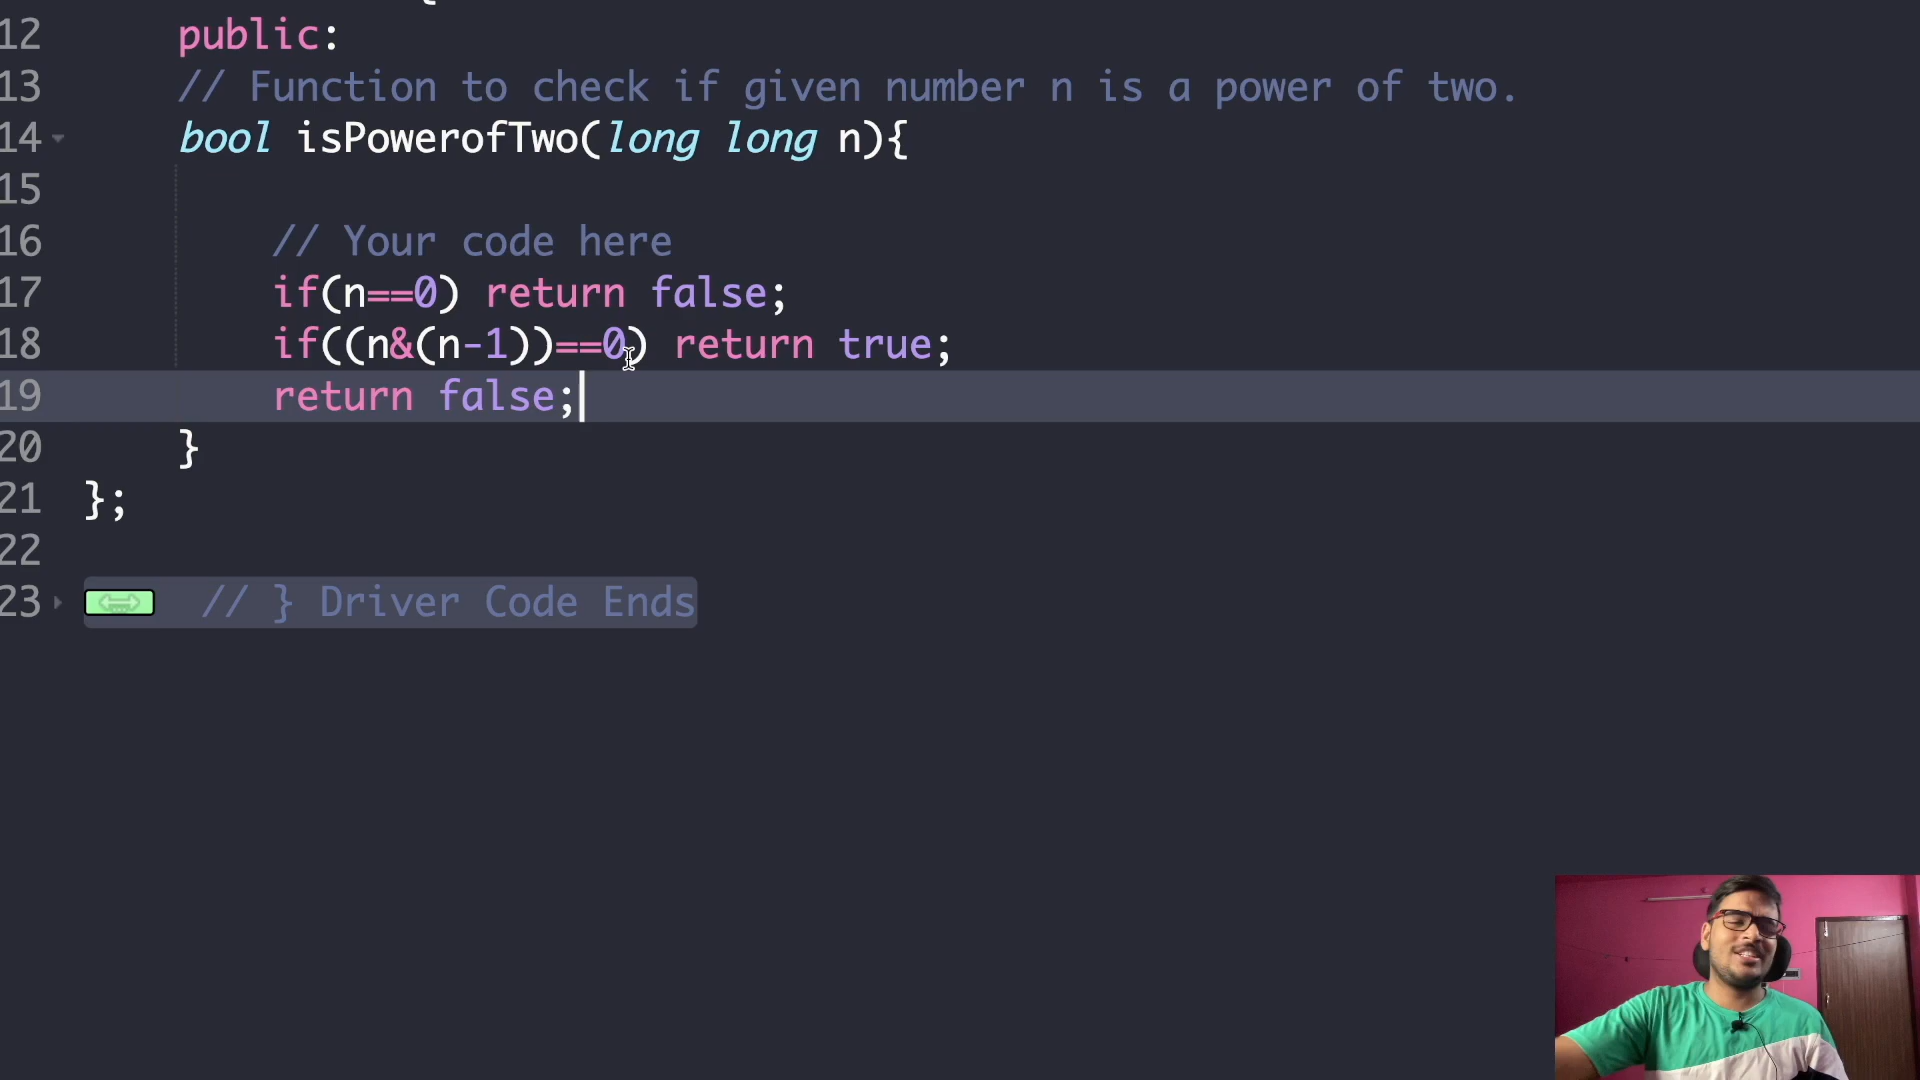 {
12 public:
13 // Function to check if given number n is a power of two.
14 bool isPowerofTwo(long long n){
15
16 // Your code here
17 if(n==0) return false;
18 if((n&(n-1))==0) return true;
19 return false;
20 }
21 };
22
23 // } Driver Code Ends